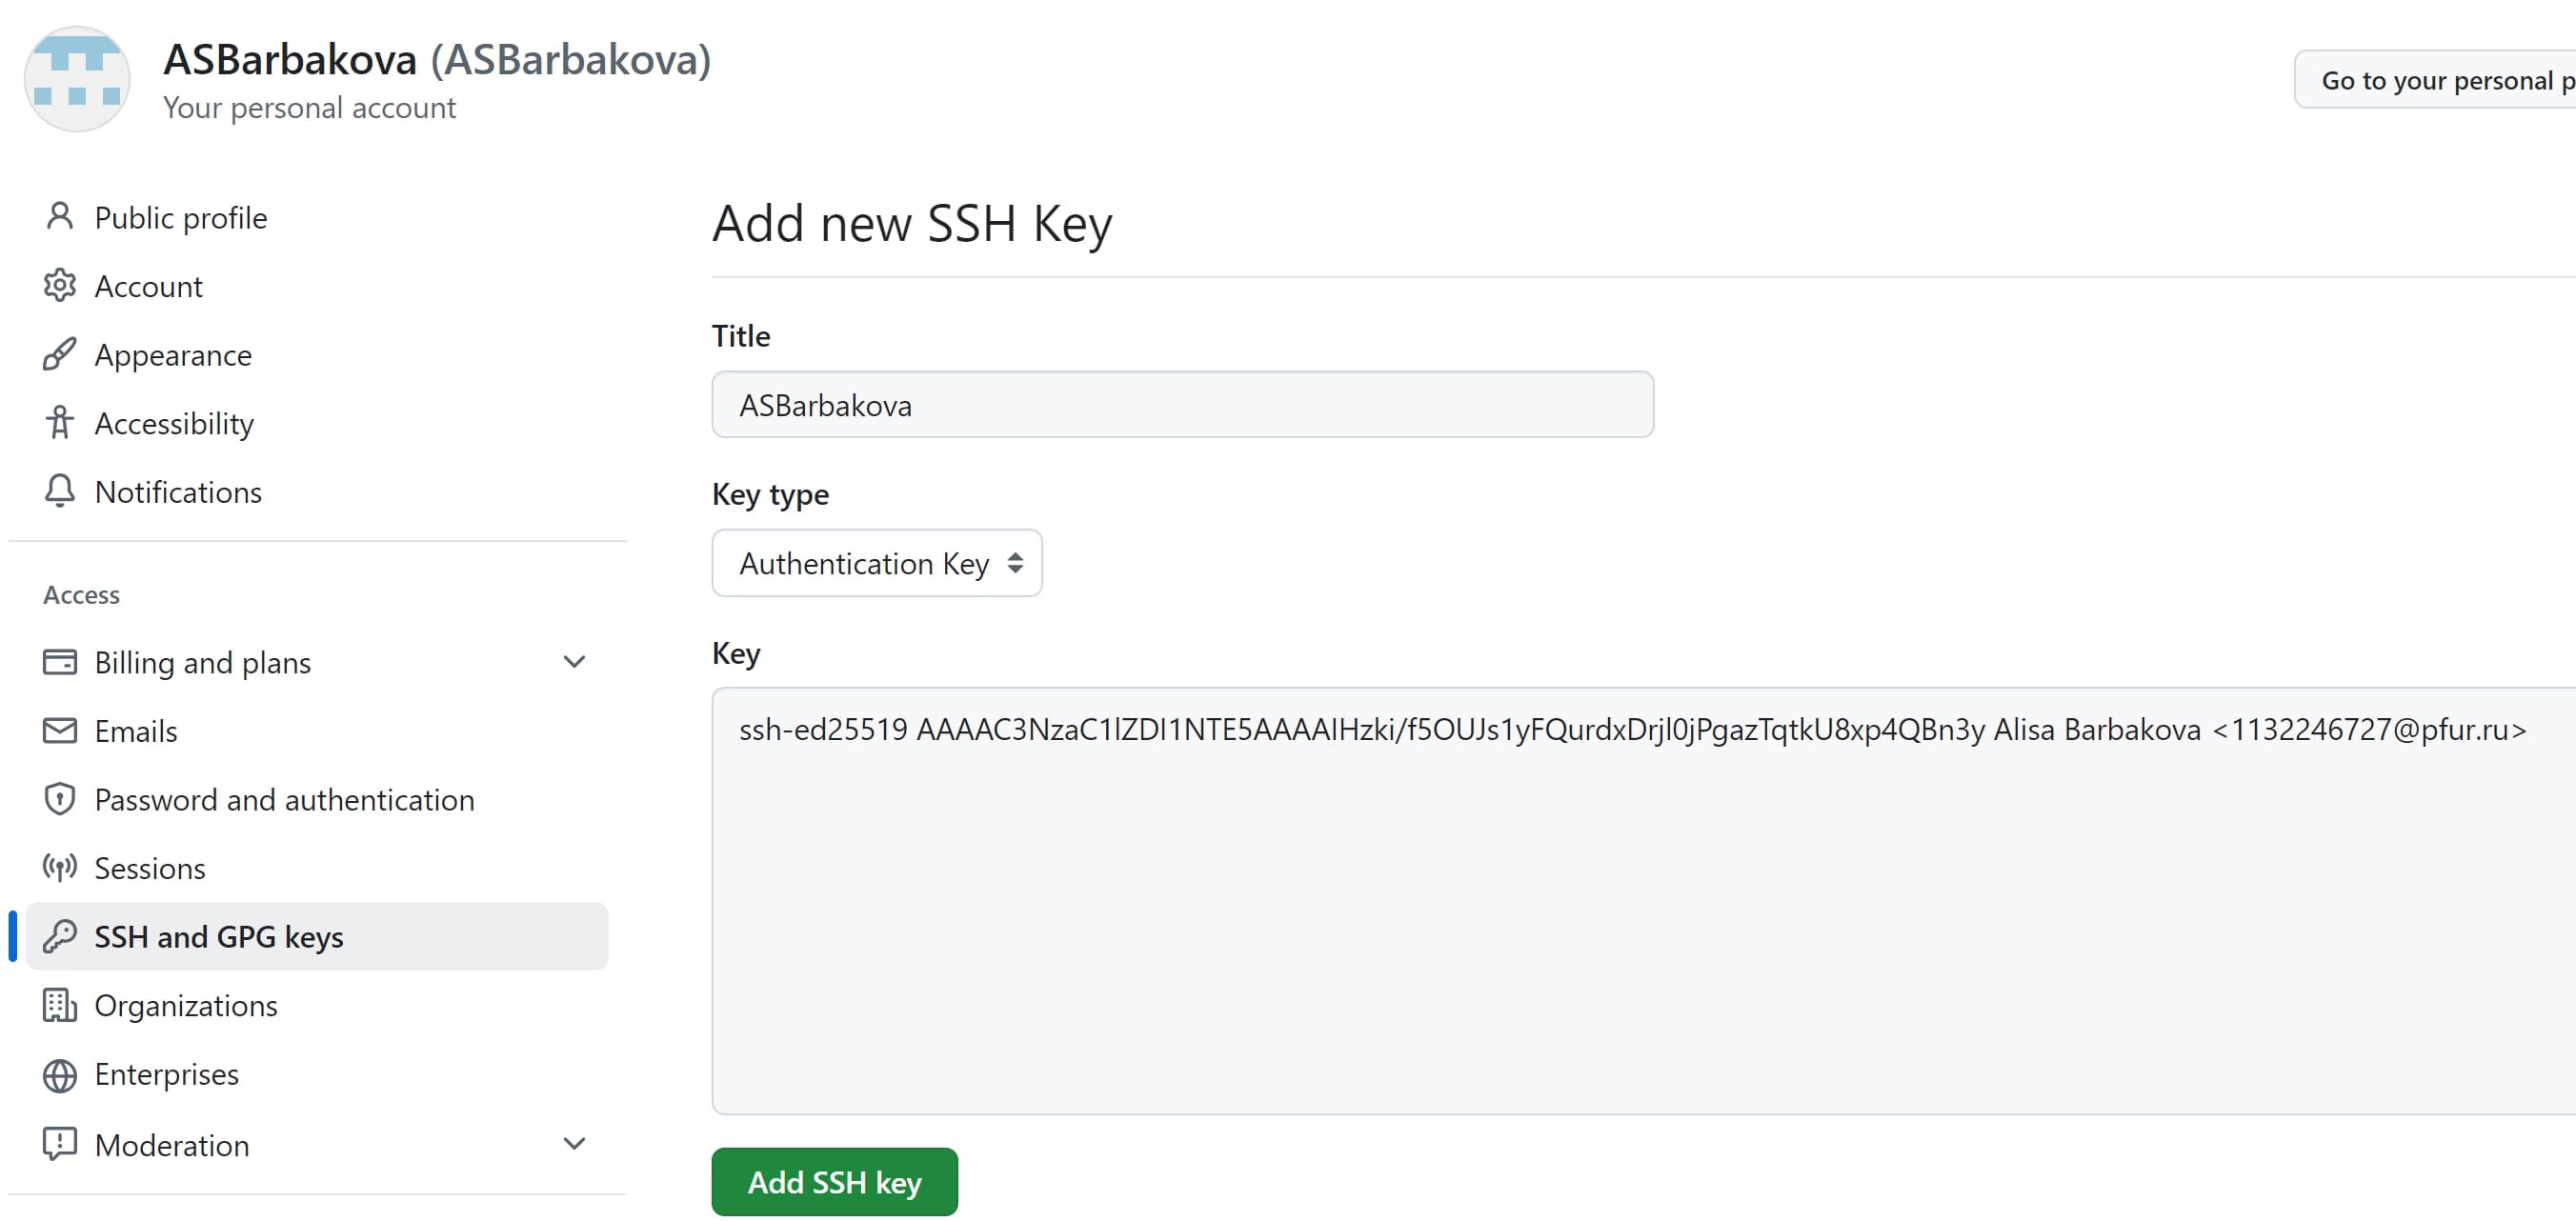 ASBarbakova (ASBarbakova)
Your personal account
Go to your personal p
Public profile
Account
Appearance
Accessibility
Notifications
Access
Billing and plans
Emails
Password and authentication
Sessions
SSH and GPG keys
Organizations
Enterprises
Moderation
Add new SSH Key
Title
ASBarbakova
Key type
Authentication Key
Key
ssh-ed25519 AAAAC3NzaC1lZDI1NTE5AAAAIHzki/f5OUJs1yFQurdxDrjl0jPgazTqtkU8xp4QBn3y Alisa Barbakova <1132246727@pfur.ru>
Add SSH key